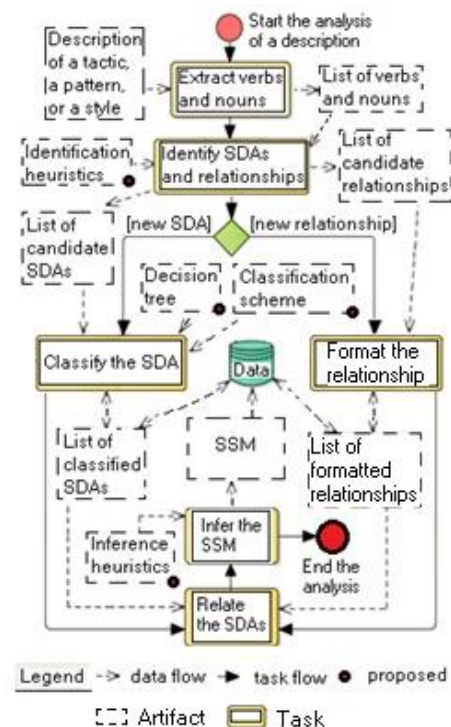 Start the analysis
of a description
Description
of a tactic,
a pattern,
or a style
Extract verbs
and nouns
List of verbs
and nouns
Identification
heuristics
Identify SDAs
and relationships
List of
candidate
relationships
[new SDA]
[new relationship]
List of
candidate
SDAs
Decision
tree
Classification
scheme
Classify the SDA
Data
Format the
relationship
List of
classified
SDAs
SSM
List of
formatted
relationships
Inference
heuristics
Infer the
SSM
End the
analysis
Relate
the SDAs
Legend
data flow
task flow
proposed
Artifact
Task